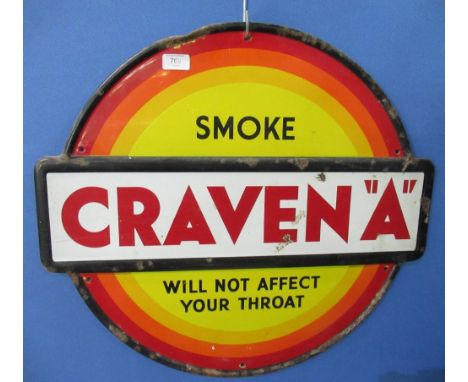 SMOKE
CRAVEN "A"
WILL NOT AFFECT
YOUR THROAT